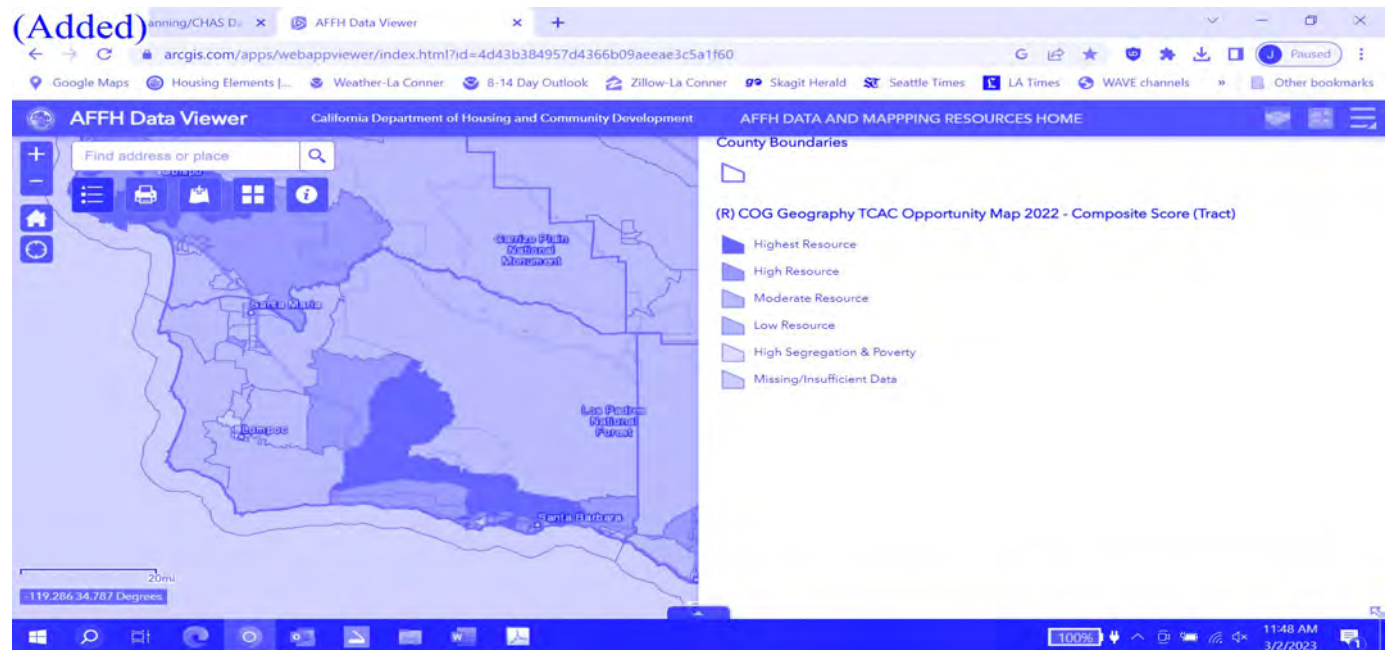 (Added)
anning/CHAS Da
AFFH Data Viewer
arcgis.com/apps/webappviewer/index.html?id=4d43b384957d4366b09aeeae3c5a1f60
Paused
Google Maps
Housing Elements |...
Weather-La Conner
8-14 Day Outlook
Zillow-La Conner
Skagit Herald
Seattle Times
LA Times
WAVE channels
»
Other bookmarks
AFFH Data Viewer
California Department of Housing and Community Development
AFFH DATA AND MAPPPING RESOURCES HOME
Find address or place
County Boundaries
(R) COG Geography TCAC Opportunity Map 2022 - Composite Score (Tract)
Highest Resource
High Resource
Moderate Resource
Low Resource
High Segregation & Poverty
Missing/Insufficient Data
Carrizo Plain
National
Monument
Santa Maria
Lompoc
Los Padres
National
Forest
Santa Barbara
20mi
-119.286 34.787 Degrees
100%
11:48 AM
3/2/2023